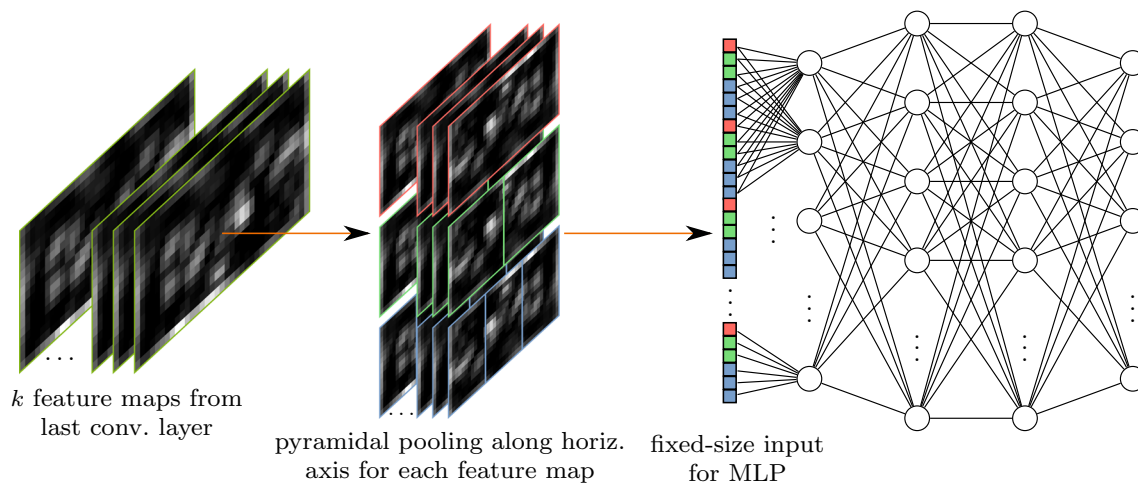 k feature maps from
last conv. layer
pyramidal pooling along horiz.
axis for each feature map
fixed-size input
for MLP